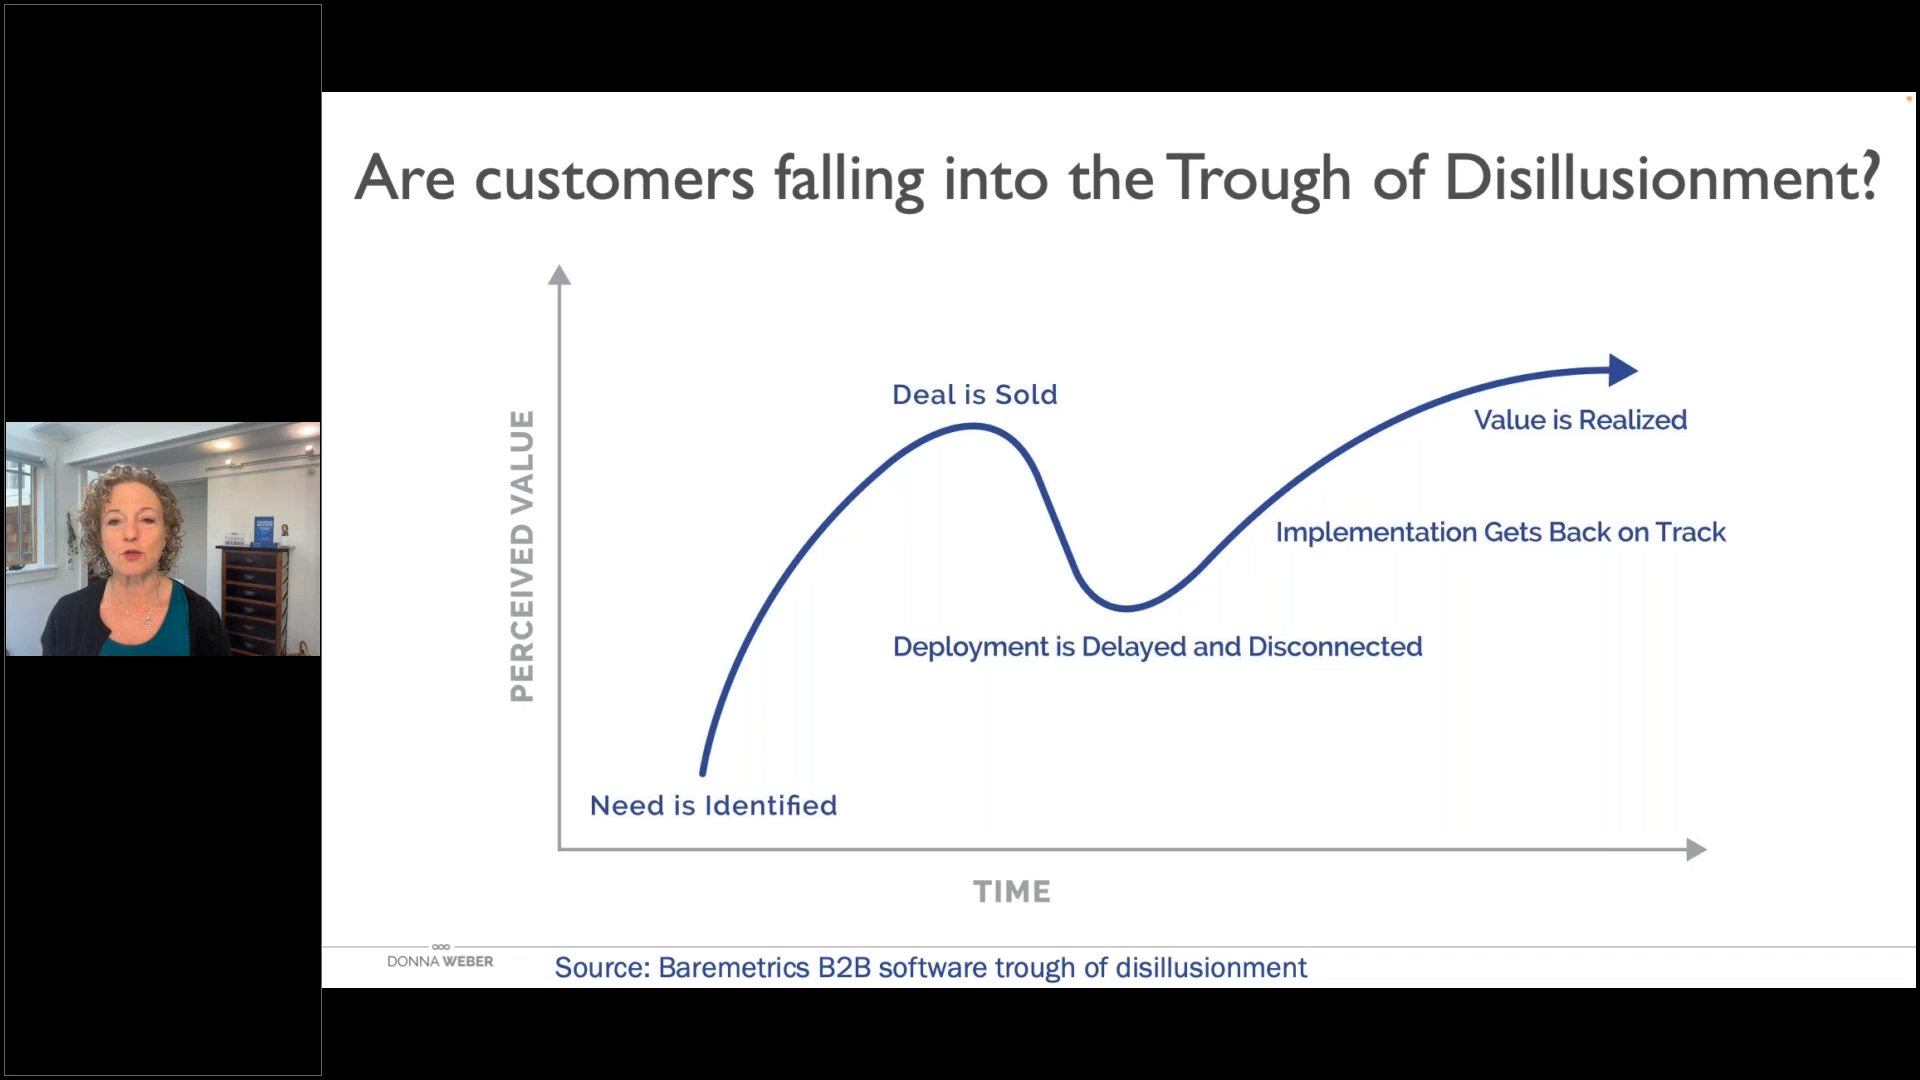 Are customers falling into the Trough of Disillusionment?
PERCEIVED VALUE
Deal is Sold
Value is Realized
Implementation Gets Back on Track
Deployment is Delayed and Disconnected
Need is Identified
TIME
DONNA WEBER
Source: Baremetrics B2B software trough of disillusionment